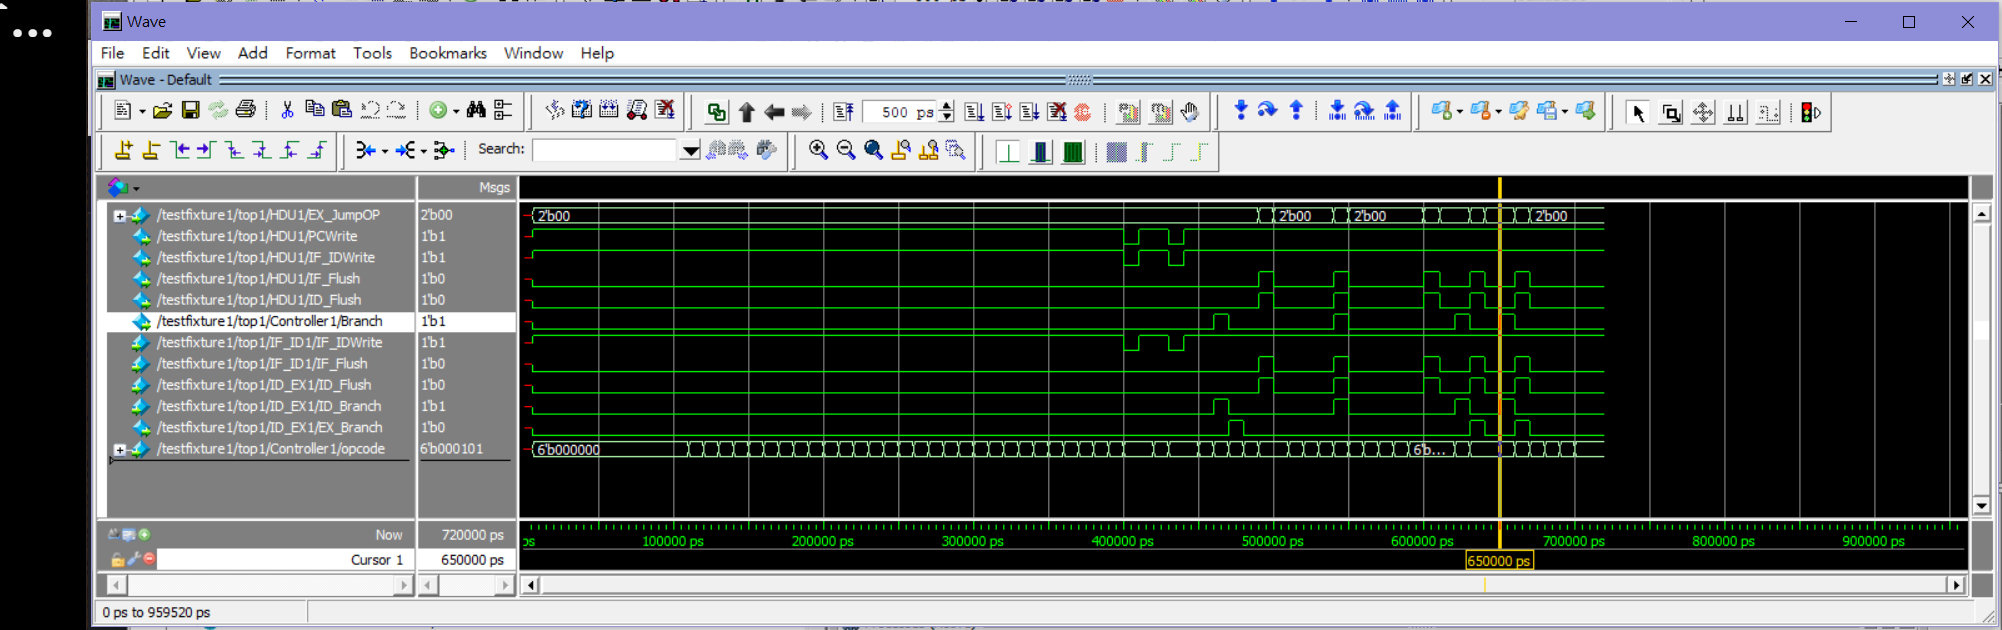 Wave
File Edit View Add Format Tools Bookmarks Window Help
Wave - Default
500 ps
Search:
Msgs
/testfixture1/top1/HDU1/EX_JumpOP 2'b00 2'b00 2'b00 2'b00 2'b00
/testfixture1/top1/HDU1/PCWrite 1'b1
/testfixture1/top1/HDU1/IF_IDWrite 1'b1
/testfixture1/top1/HDU1/IF_Flush 1'b0
/testfixture1/top1/HDU1/ID_Flush 1'b0
/testfixture1/top1/Controller1/Branch 1'b1
/testfixture1/top1/IF_ID1/IF_IDWrite 1'b1
/testfixture1/top1/IF_ID1/IF_Flush 1'b0
/testfixture1/top1/ID_EX1/ID_Flush 1'b0
/testfixture1/top1/ID_EX1/ID_Branch 1'b1
/testfixture1/top1/ID_EX1/EX_Branch 1'b0
/testfixture1/top1/Controller1/opcode 6'b000101 6'b000000 6'b...
Now 720000 ps ps 100000 ps 200000 ps 300000 ps 400000 ps 500000 ps 600000 ps 700000 ps 800000 ps 900000 ps
Cursor 1 650000 ps 650000 ps
0 ps to 959520 ps